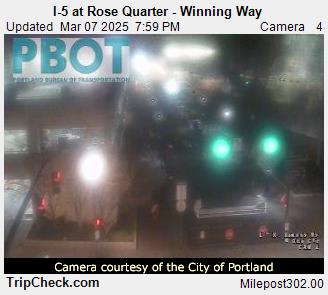 I-5 at Rose Quarter - Winning Way
Updated Mar 07 2025 7:59 PM Camera 4
PBOT
PORTLAND BUREAU OF TRANSPORTATION
Camera courtesy of the City of Portland
TripCheck.com Milepost302.00